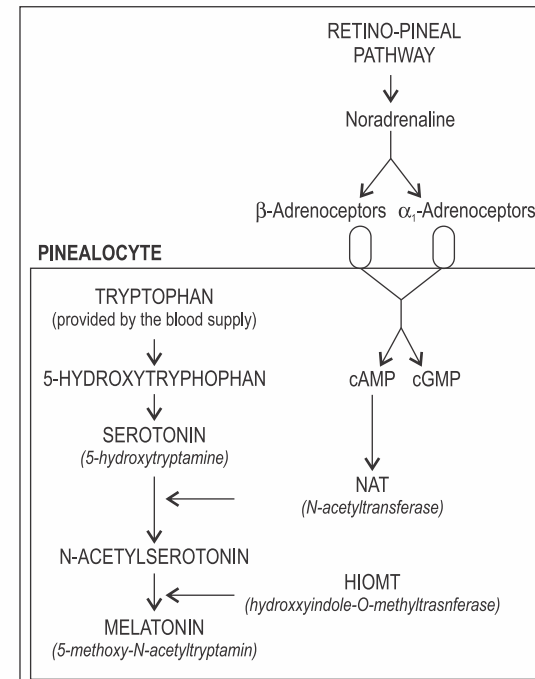 RETINO-PINEAL
PATHWAY
Noradrenaline
β-Adrenoceptors α₁-Adrenoceptors
PINEALOCYTE
TRYPTOPHAN
(provided by the blood supply)
5-HYDROXYTRYPHOPHAN
cAMP cGMP
SEROTONIN
(5-hydroxytryptamine)
NAT
(N-acetyltransferase)
N-ACETYLSEROTONIN
HIOMT
(hydroxxyindole-O-methyltrasnferase)
MELATONIN
(5-methoxy-N-acetyltryptamin)